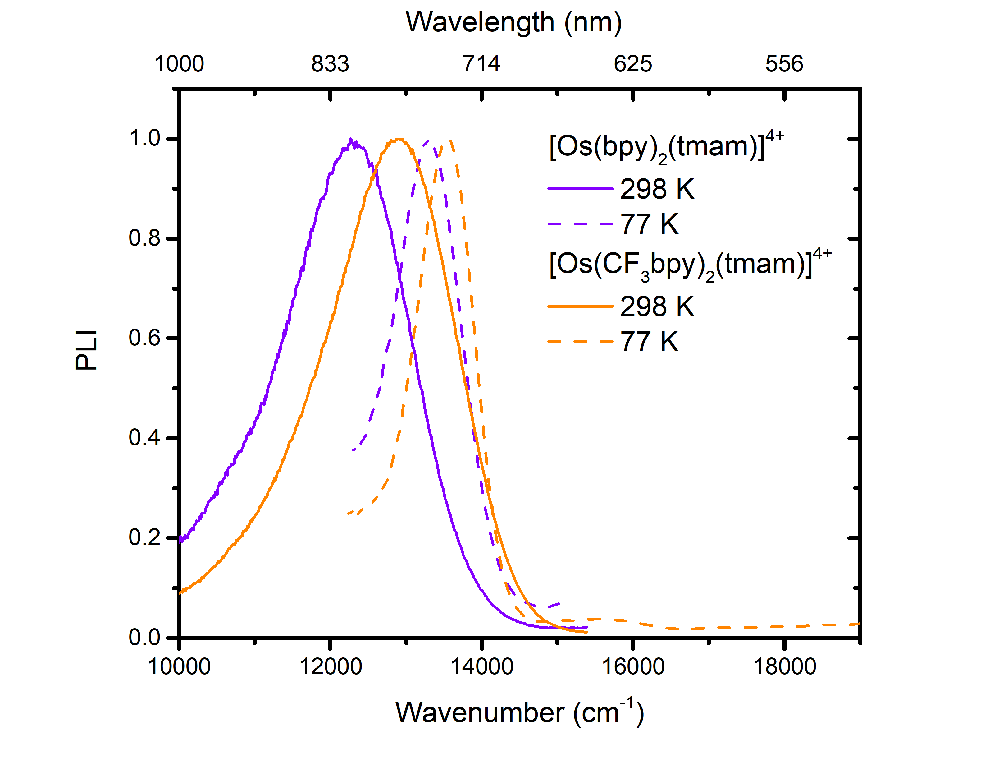 Wavelength (nm)
1000 833 714 625 556
1.0
0.8
0.6
0.4
0.2
0.0
PLI
[Os(bpy)₂(tmam)]⁴⁺
298 K
77 K
[Os(CF₃bpy)₂(tmam)]⁴⁺
298 K
77 K
10000 12000 14000 16000 18000
Wavenumber (cm⁻¹)